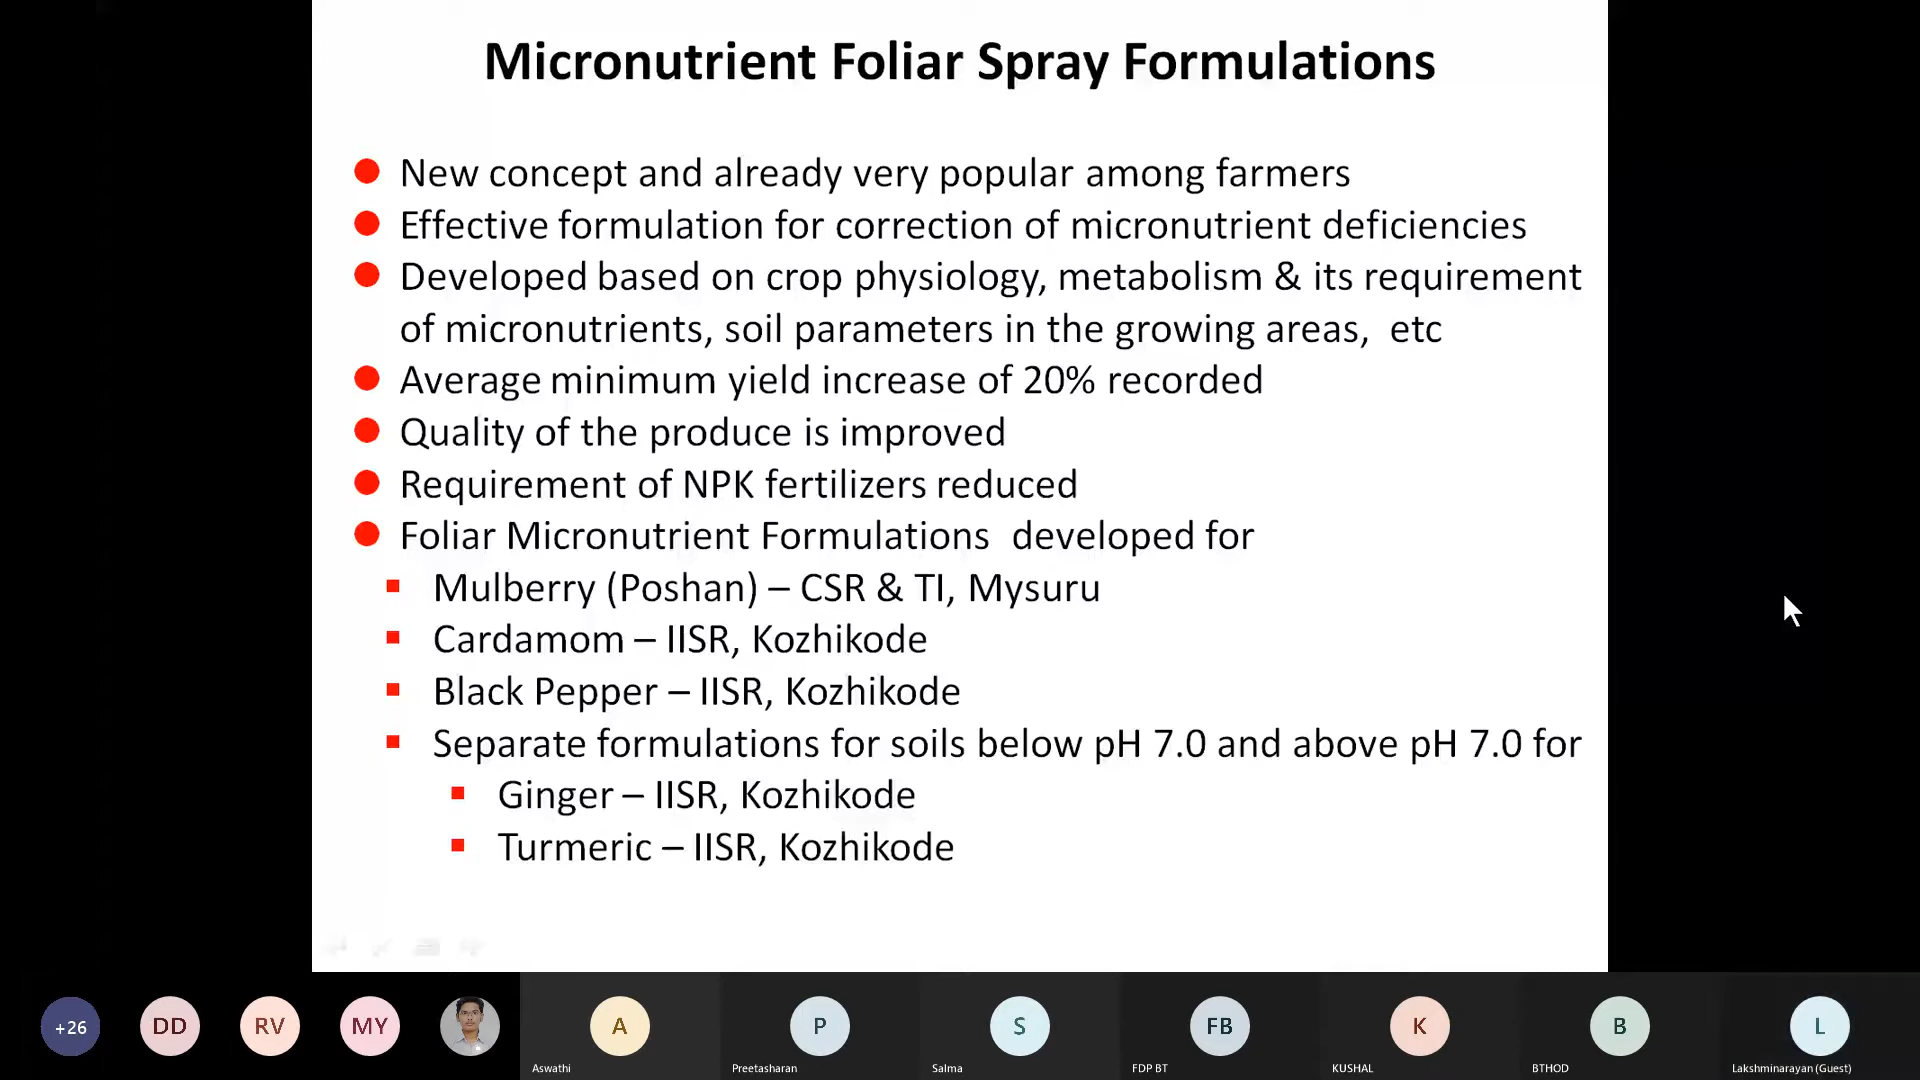 Micronutrient Foliar Spray Formulations
New concept and already very popular among farmers
Effective formulation for correction of micronutrient deficiencies
Developed based on crop physiology, metabolism & its requirement
of micronutrients, soil parameters in the growing areas, etc
Average minimum yield increase of 20% recorded
Quality of the produce is improved
Requirement of NPK fertilizers reduced
Foliar Micronutrient Formulations developed for
Mulberry (Poshan) – CSR & TI, Mysuru
Cardamom – IISR, Kozhikode
Black Pepper – IISR, Kozhikode
Separate formulations for soils below pH 7.0 and above pH 7.0 for
Ginger – IISR, Kozhikode
Turmeric – IISR, Kozhikode
+26 DD RV MY A P S FB K B L
Aswathi Preetasharan Salma FDP BT KUSHAL BTHOD Lakshminarayan (Guest)